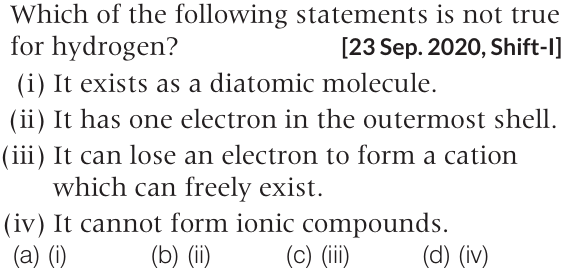 Which of the following statements is not true
for hydrogen? [23 Sep. 2020, Shift-I]
(i) It exists as a diatomic molecule.
(ii) It has one electron in the outermost shell.
(iii) It can lose an electron to form a cation
which can freely exist.
(iv) It cannot form ionic compounds.
(a) (i) (b) (ii) (c) (iii) (d) (iv)